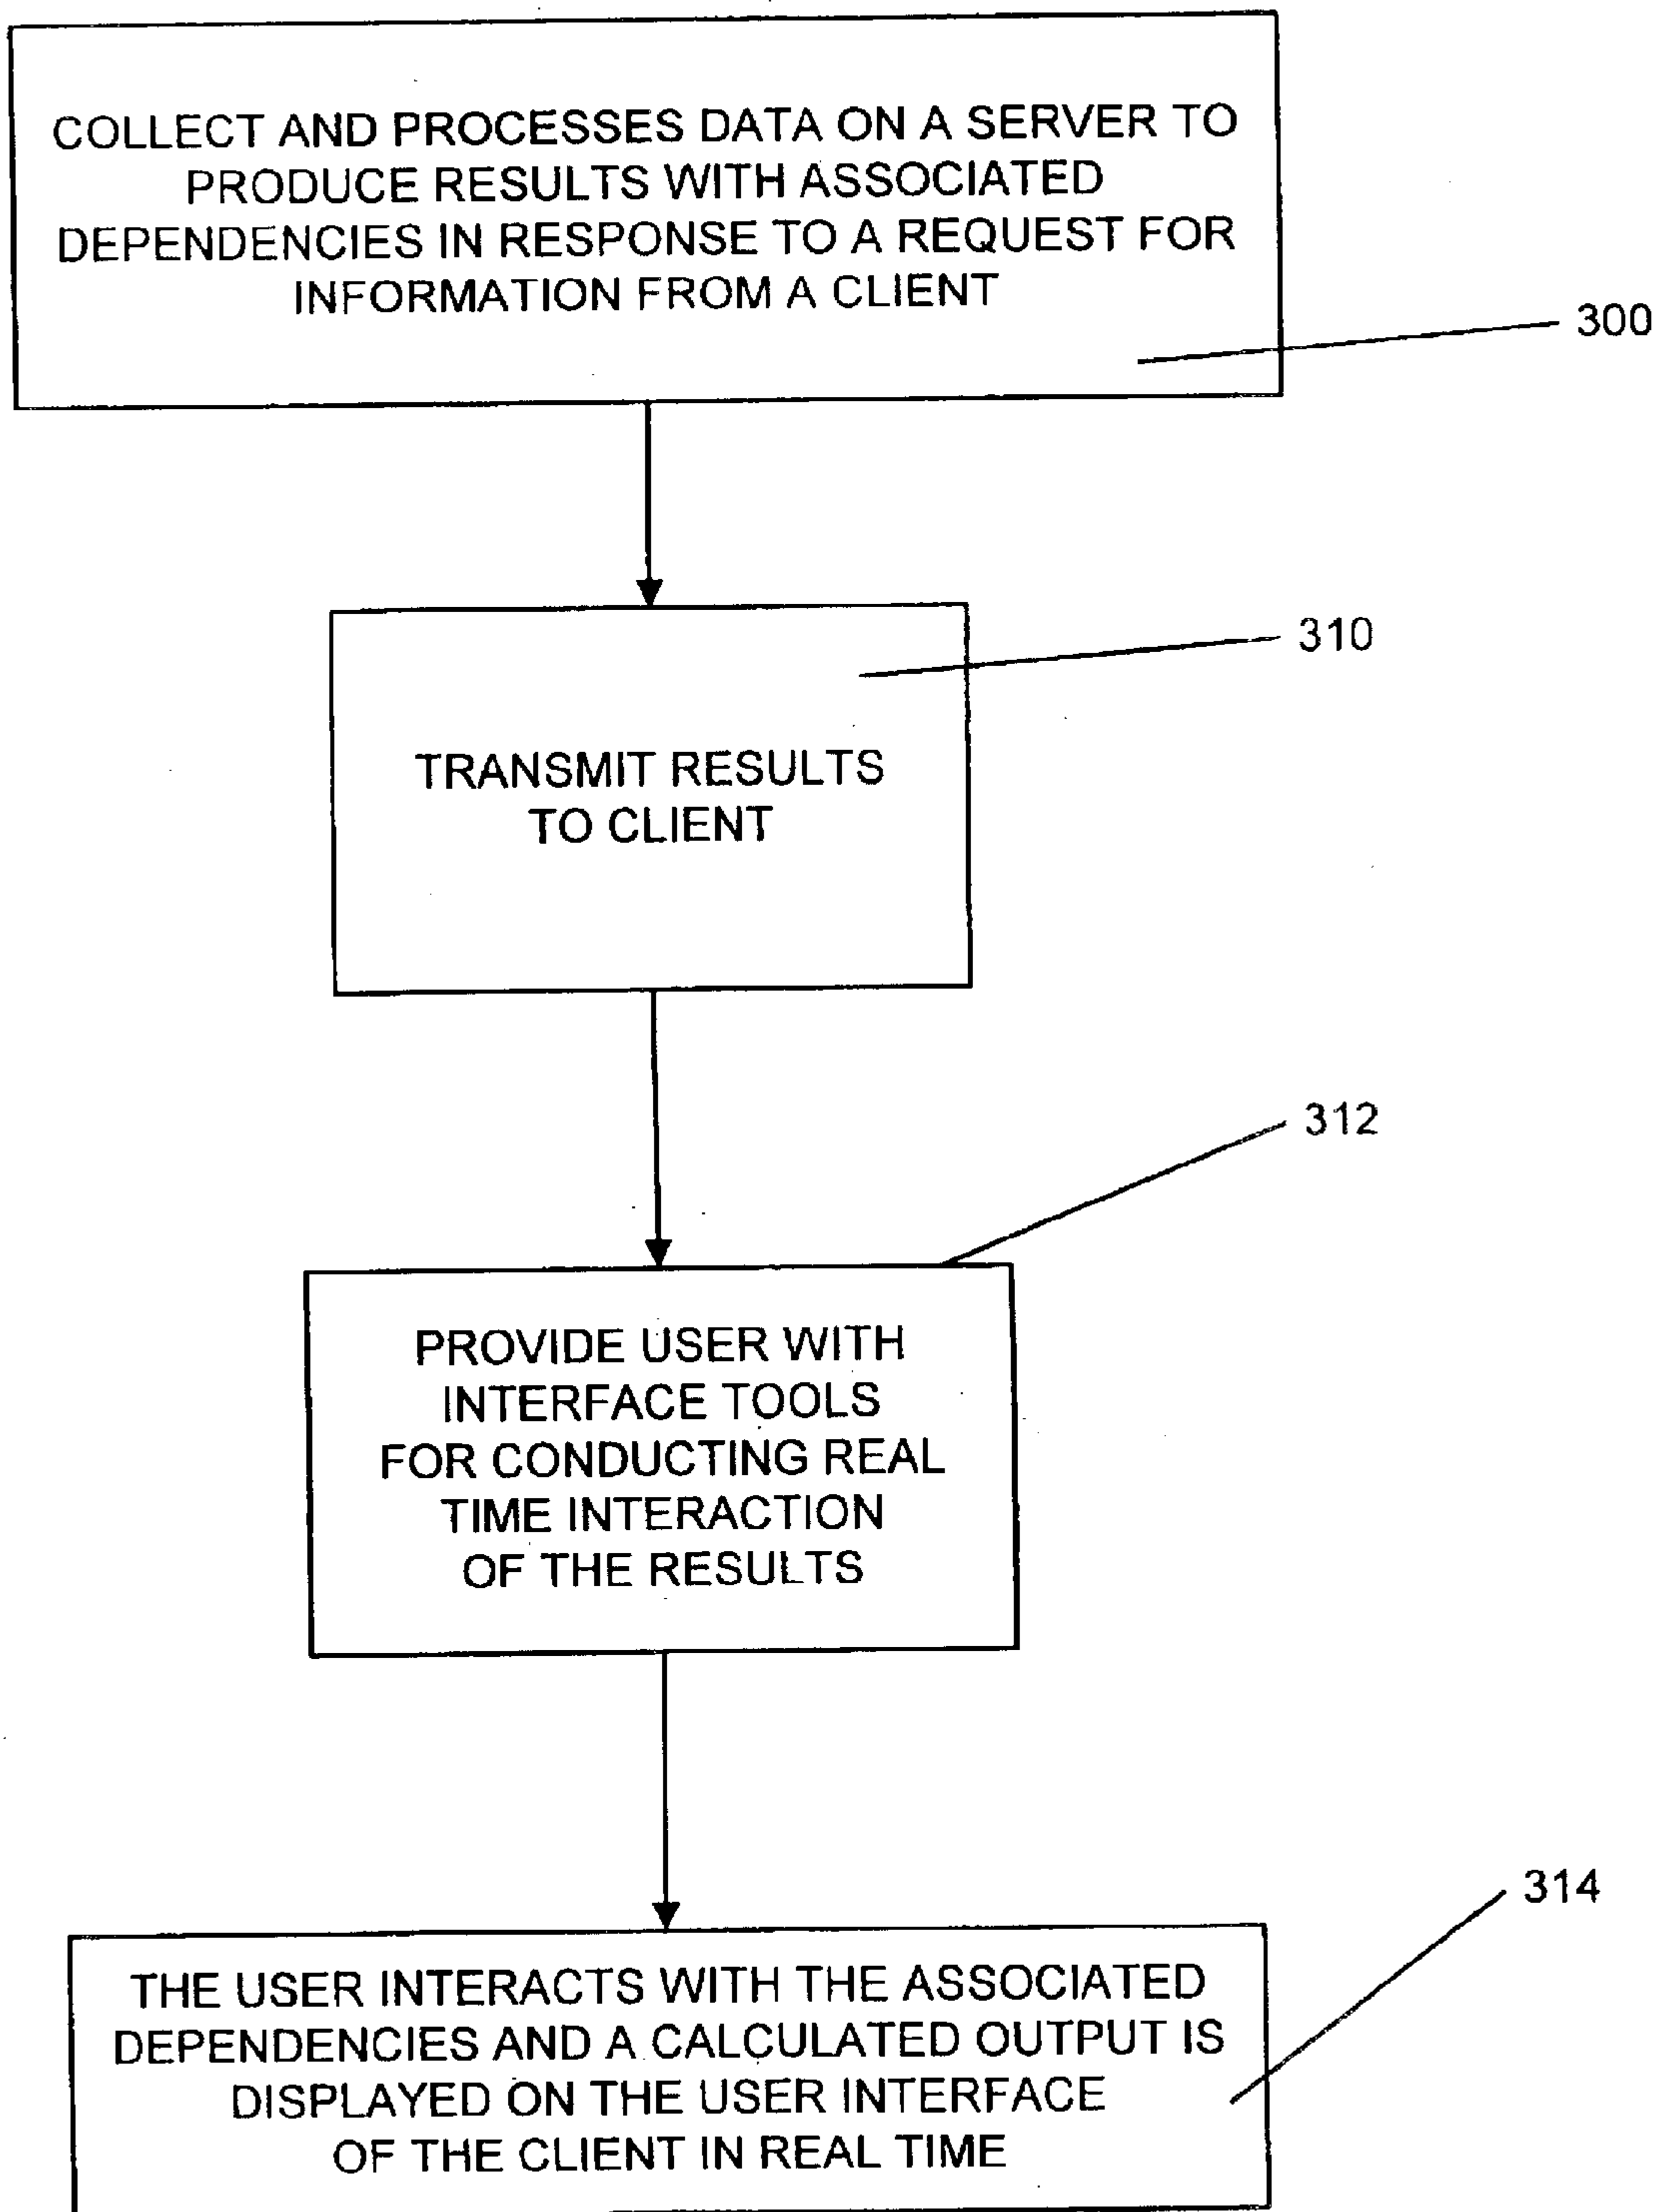 COLLECT AND PROCESSES DATA ON A SERVER TO
PRODUCE RESULTS WITH ASSOCIATED
DEPENDENCIES IN RESPONSE TO A REQUEST FOR
INFORMATION FROM A CLIENT
300
310
TRANSMIT RESULTS
TO CLIENT
312
PROVIDE USER WITH
INTERFACE TOOLS
FOR CONDUCTING REAL
TIME INTERACTION
OF THE RESULTS
314
THE USER INTERACTS WITH THE ASSOCIATED
DEPENDENCIES AND A CALCULATED OUTPUT IS
DISPLAYED ON THE USER INTERFACE
OF THE CLIENT IN REAL TIME